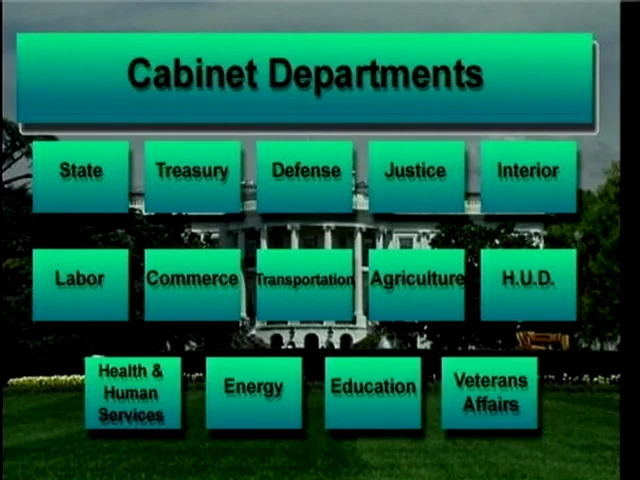 Cabinet Departments
State Treasury Defense Justice Interior
Labor Commerce Transportation Agriculture H.U.D.
Health &
Human
Services
Energy Education
Veterans
Affairs